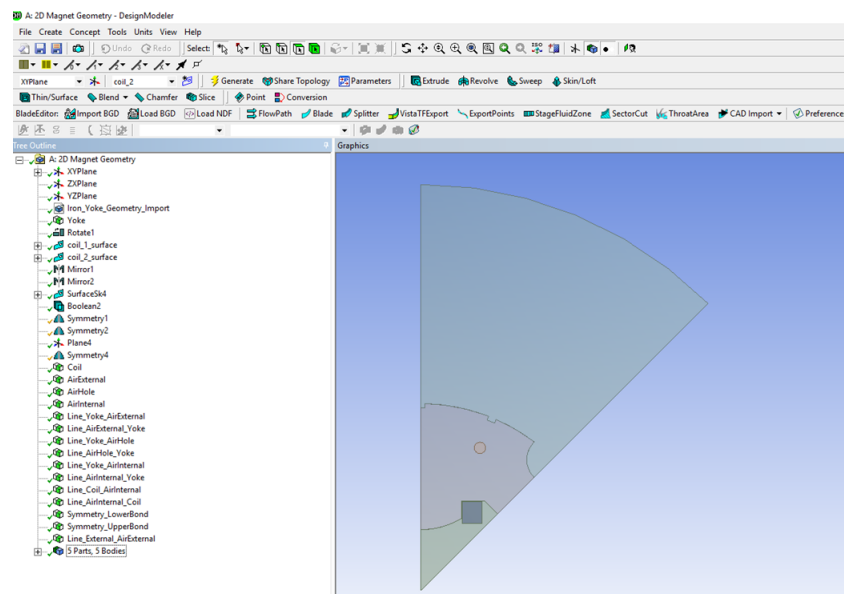 A: 2D Magnet Geometry - DesignModeler
File Create Concept Tools Units View Help
Undo Redo Select:
XYPlane coil_2 Generate Share Topology Parameters Extrude Revolve Sweep Skin/Loft
Thin/Surface Blend Chamfer Slice Point Conversion
BladeEditor: Import BGD Load BGD Load NDF FlowPath Blade Splitter VistaTFExport ExportPoints StageFluidZone SectorCut ThroatArea CAD Import Preference
Tree Outline
Graphics
A: 2D Magnet Geometry
XYPlane
ZXPlane
YZPlane
Iron_Yoke_Geometry_Import
Yoke
Rotate1
coil_1_surface
coil_2_surface
Mirror1
Mirror2
SurfaceSk4
Boolean2
Symmetry1
Symmetry2
Plane4
Symmetry4
Coil
AirExternal
AirHole
AirInternal
Line_Yoke_AirExternal
Line_AirExternal_Yoke
Line_Yoke_AirHole
Line_AirHole_Yoke
Line_Yoke_AirInternal
Line_AirInternal_Yoke
Line_Coil_AirInternal
Line_AirInternal_Coil
Symmetry_LowerBond
Symmetry_UpperBond
Line_External_AirExternal
5 Parts, 5 Bodies